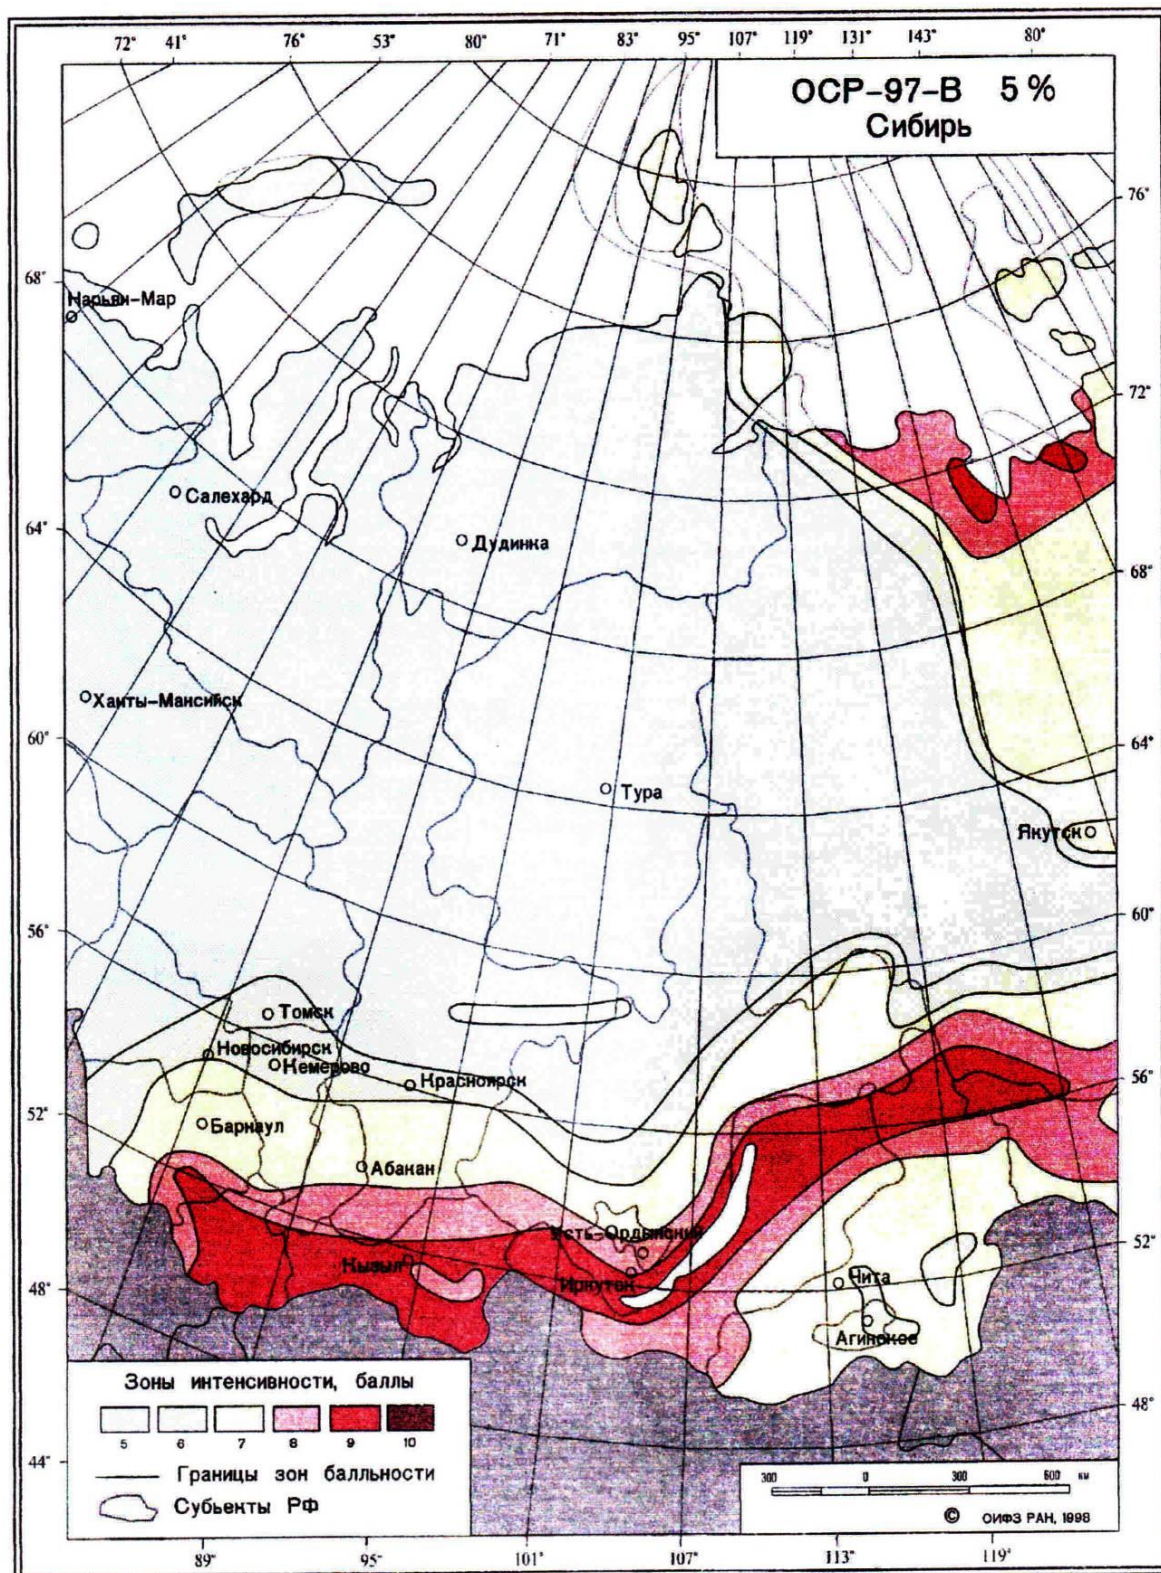 72° 41° 76° 53° 80° 71° 83° 95° 107° 119° 131° 143° 80°
ОСР-97-В 5 %
Сибирь
76°
68°
Нарьян-Мар
72°
Салехард
64°
Дудинка
68°
Ханты-Мансийск
60°
64°
Тура
Якутск
56°
60°
Томск
Новосибирск
Кемерово
Красноярск
56°
52°
Барнаул
Абакан
Усть-Ордынский
52°
Кызыл
Иркутск
Чита
48°
Агинское
Зоны интенсивности, баллы
48°
5 6 7 8 9 10
44°
Границы зон балльности
Субьекты РФ
300 0 300 600 км
© ОИФЗ РАН, 1998
89° 95° 101° 107° 113° 119°